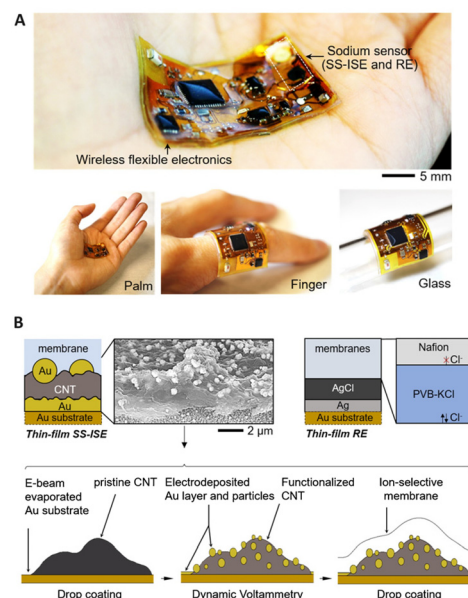 A
Sodium sensor
(SS-ISE and RE)
Wireless flexible electronics
5 mm
Palm
Finger
Glass
B
membrane
Au
CNT
Au
Au substrate
Thin-film SS-ISE
2 μm
membranes
AgCl
Ag
Au substrate
Thin-film RE
Nafion
Cl⁻
PVB-KCl
Cl⁻
E-beam
evaporated
Au substrate
pristine CNT
Electrodeposited
Au layer and particles
Functionalized
CNT
Ion-selective
membrane
Drop coating
Dynamic Voltammetry
Drop coating